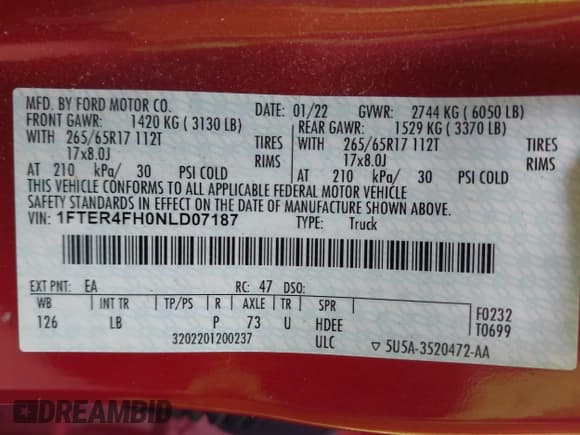 MFD. BY FORD MOTOR CO.
DATE: 01/22 GVWR: 2744 KG ( 6050 LB)
FRONT GAWR: 1420 KG ( 3130 LB)
REAR GAWR: 1529 KG ( 3370 LB)
WITH 265/65R17 112T TIRES
265/65R17 112T TIRES
WITH 17x8.0J RIMS
17x8.0J RIMS
AT 210 kPa/ 30 PSI COLD
AT 210 kPa/ 30 PSI COLD
THIS VEHICLE CONFORMS TO ALL APPLICABLE FEDERAL MOTOR VEHICLE
SAFETY STANDARDS IN EFFECT ON THE DATE OF MANUFACTURE SHOWN ABOVE.
VIN: 1FTER4FH0NLD07187 TYPE: Truck
EXT PNT: EA RC: 47 DSO:
WB INT TR TP/PS R AXLE TR SPR
126 LB P 73 U HDEE
F0232
T0699
3202201200237 ULC ▽ 5U5A-3520472-AA
DREAMBID